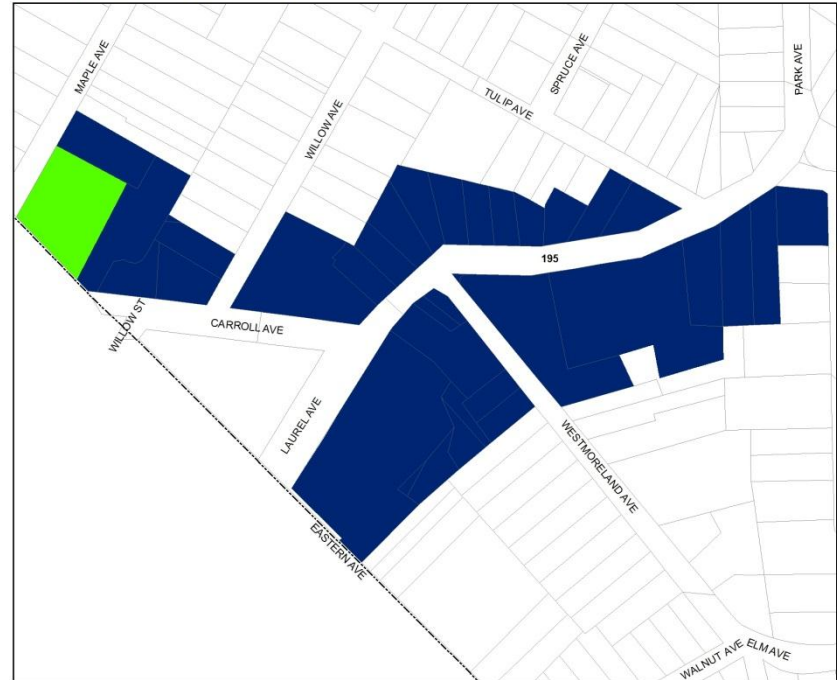 MAPLE AVE
WILLOW AVE
SPRUCE AVE
PARK AVE
TULIP AVE
195
WILLOW ST
CARROLL AVE
LAUREL AVE
WESTMORELAND AVE
EASTERN AVE
WALNUT AVE
ELM AVE